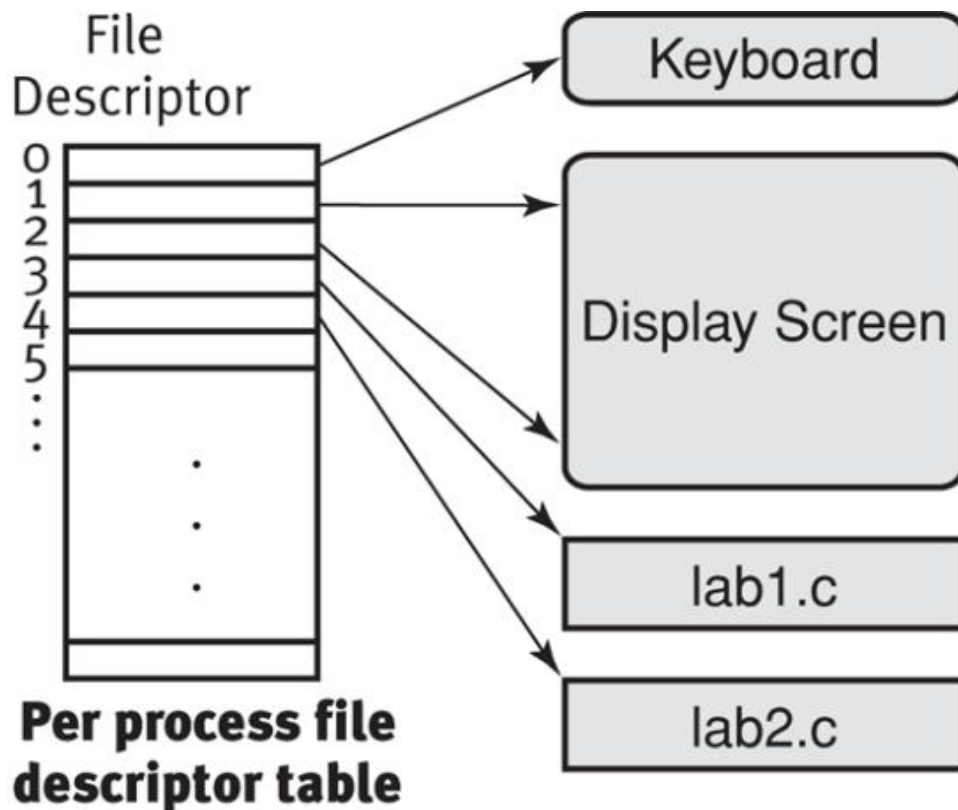 File
Descriptor
0
1
2
3
4
5
Keyboard
Display Screen
lab1.c
lab2.c
Per process file
descriptor table